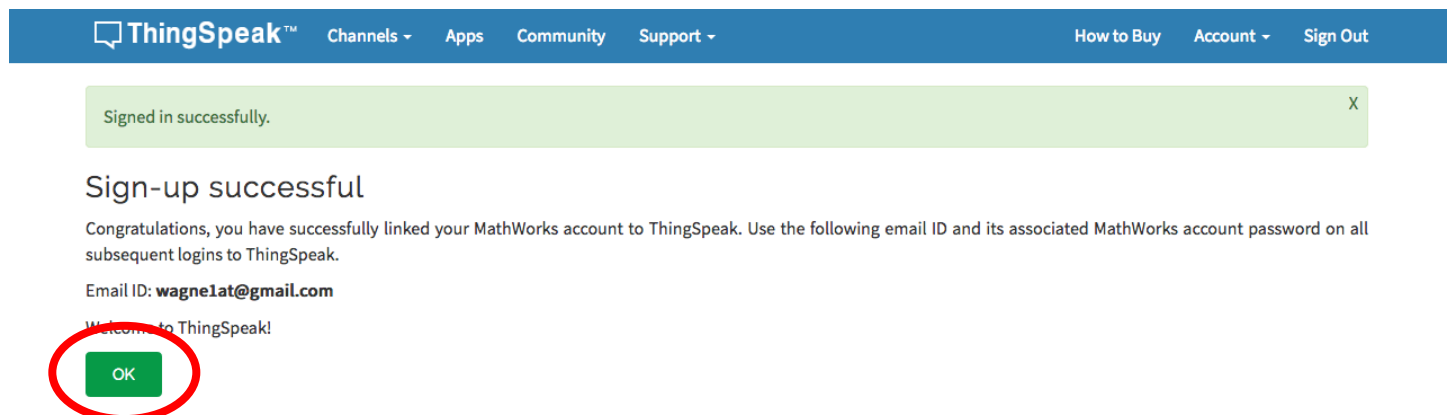 ThingSpeak™ Channels Apps Community Support How to Buy Account Sign Out
Signed in successfully. X
Sign-up successful
Congratulations, you have successfully linked your MathWorks account to ThingSpeak. Use the following email ID and its associated MathWorks account password on all
subsequent logins to ThingSpeak.
Email ID: wagne1at@gmail.com
Welcome to ThingSpeak!
OK